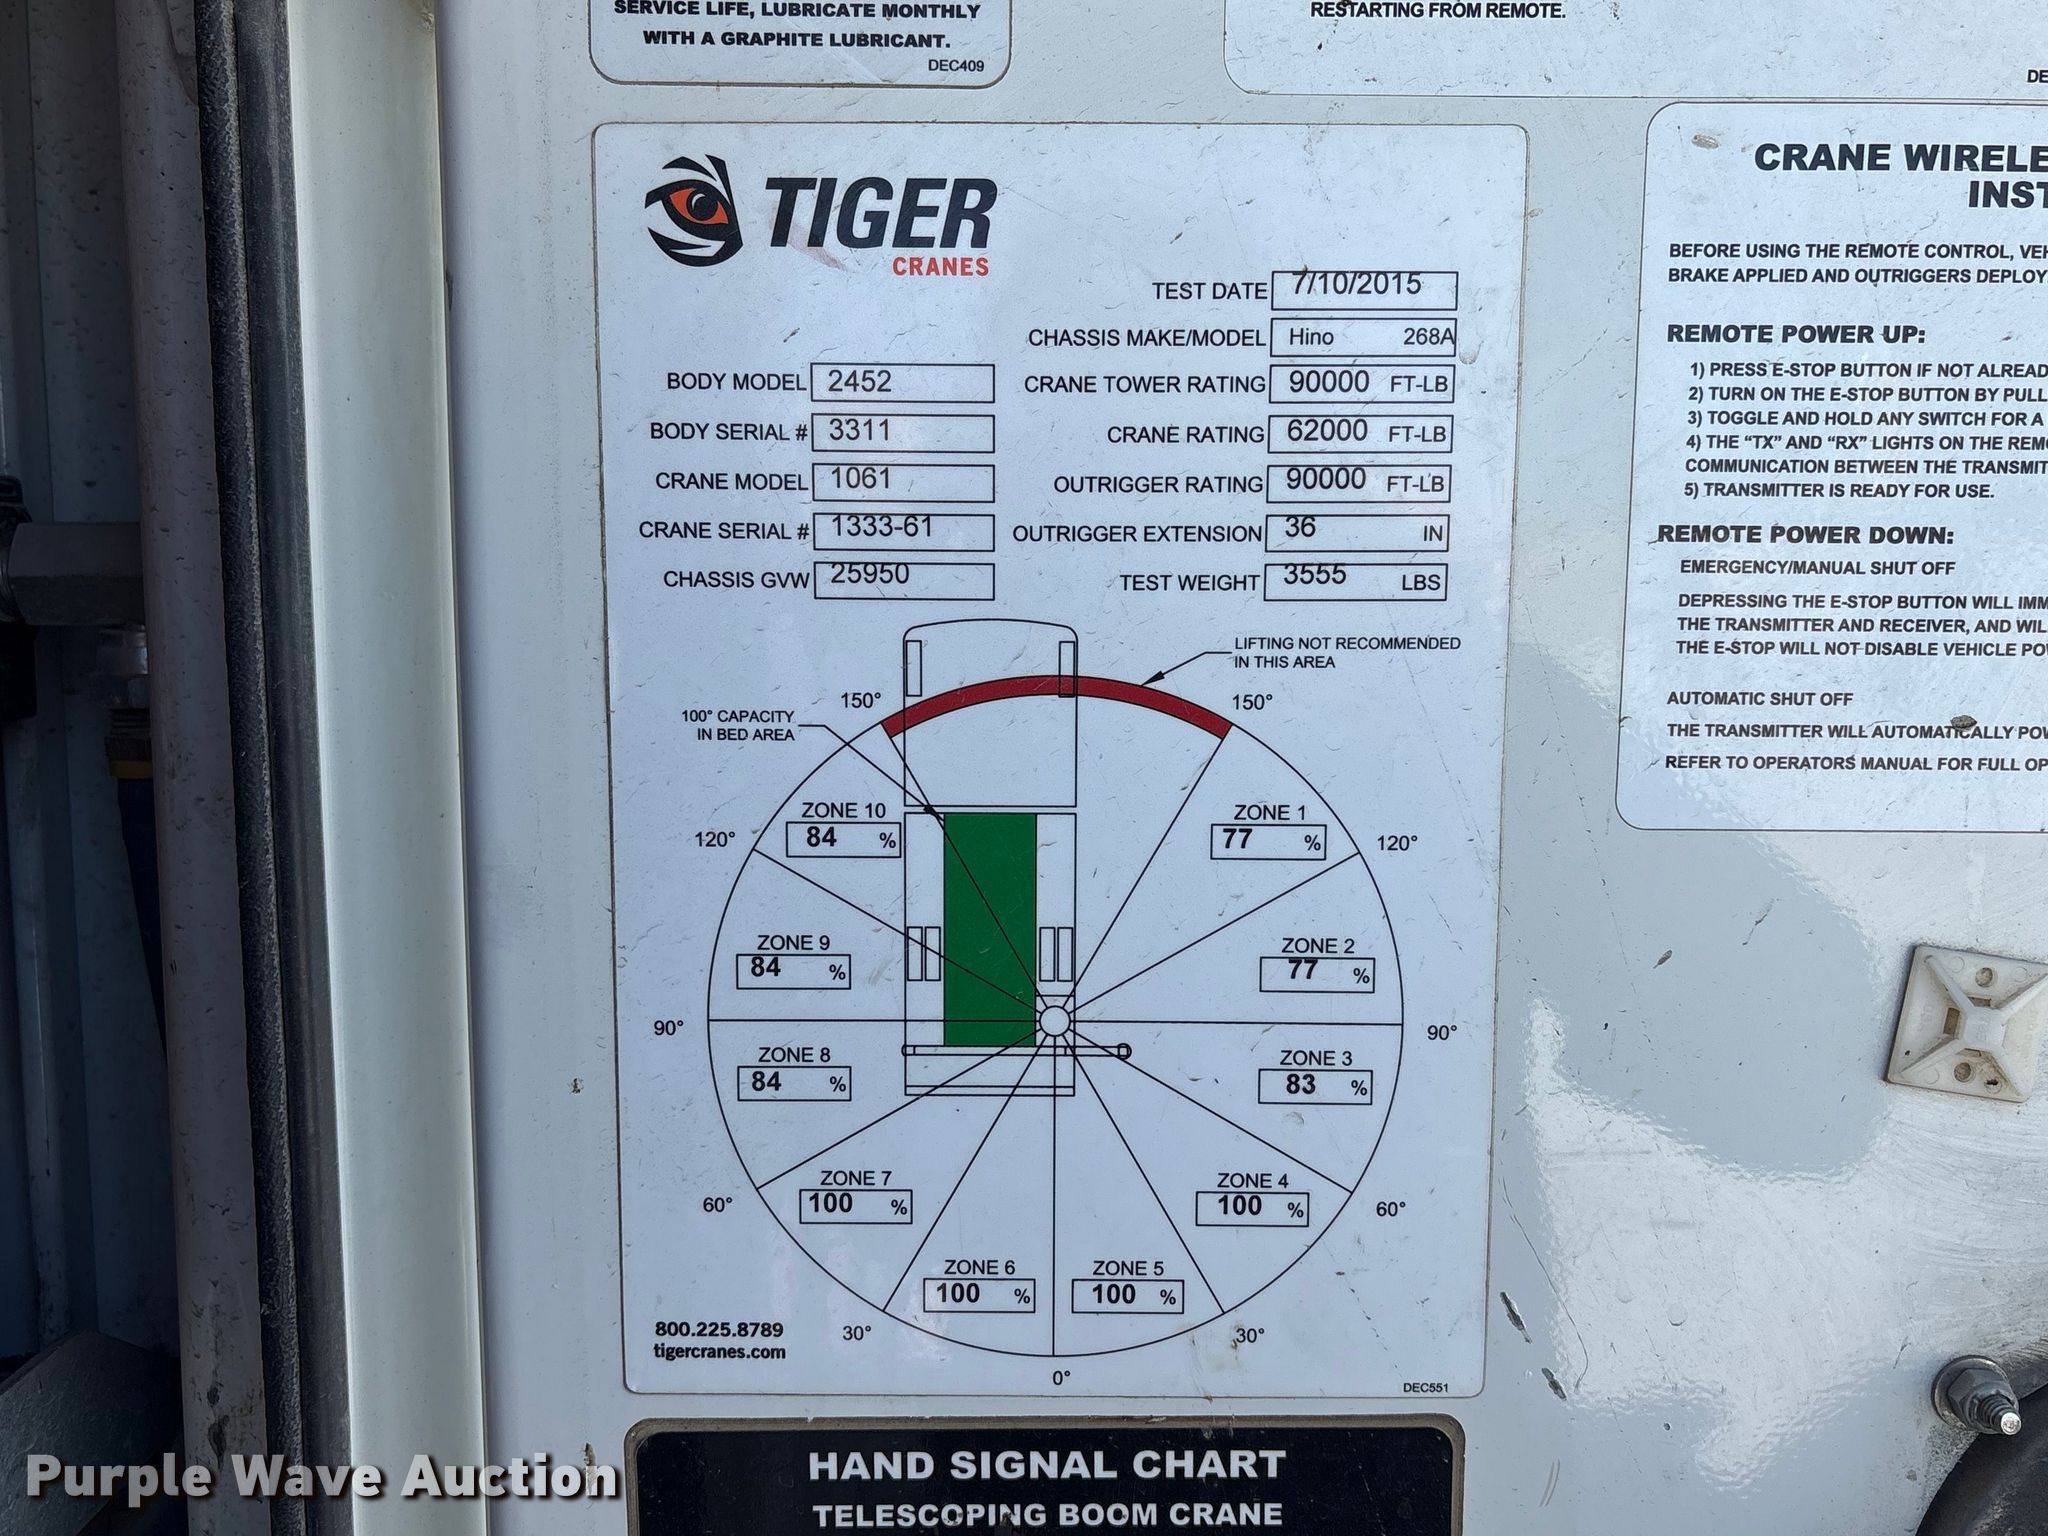 SERVICE LIFE, LUBRICATE MONTHLY
WITH A GRAPHITE LUBRICANT.
DEC409
RESTARTING FROM REMOTE.
DE
TIGER
CRANES
TEST DATE 7/10/2015
CHASSIS MAKE/MODEL Hino 268A
BODY MODEL 2452
CRANE TOWER RATING 90000 FT-LB
BODY SERIAL # 3311
CRANE RATING 62000 FT-LB
CRANE MODEL 1061
OUTRIGGER RATING 90000 FT-LB
CRANE SERIAL # 1333-61
OUTRIGGER EXTENSION 36 IN
CHASSIS GVW 25950
TEST WEIGHT 3555 LBS
LIFTING NOT RECOMMENDED
IN THIS AREA
150°
150°
100° CAPACITY
IN BED AREA
ZONE 10
84 %
ZONE 1
77 %
120°
120°
ZONE 9
84 %
ZONE 2
77 %
90°
90°
ZONE 8
84 %
ZONE 3
83 %
60°
60°
ZONE 7
100 %
ZONE 4
100 %
ZONE 6
100 %
ZONE 5
100 %
30°
30°
0°
800.225.8789
tigercranes.com
DEC551
CRANE WIRELE
INST
BEFORE USING THE REMOTE CONTROL, VEH
BRAKE APPLIED AND OUTRIGGERS DEPLOY
REMOTE POWER UP:
1) PRESS E-STOP BUTTON IF NOT ALREAD
2) TURN ON THE E-STOP BUTTON BY PULL
3) TOGGLE AND HOLD ANY SWITCH FOR A
4) THE “TX” AND “RX” LIGHTS ON THE REMO
COMMUNICATION BETWEEN THE TRANSMIT
5) TRANSMITTER IS READY FOR USE.
REMOTE POWER DOWN:
EMERGENCY/MANUAL SHUT OFF
DEPRESSING THE E-STOP BUTTON WILL IMM
THE TRANSMITTER AND RECEIVER, AND WIL
THE E-STOP WILL NOT DISABLE VEHICLE PO
AUTOMATIC SHUT OFF
THE TRANSMITTER WILL AUTOMATICALLY POW
REFER TO OPERATORS MANUAL FOR FULL OP
HAND SIGNAL CHART
TELESCOPING BOOM CRANE
Purple Wave Auction